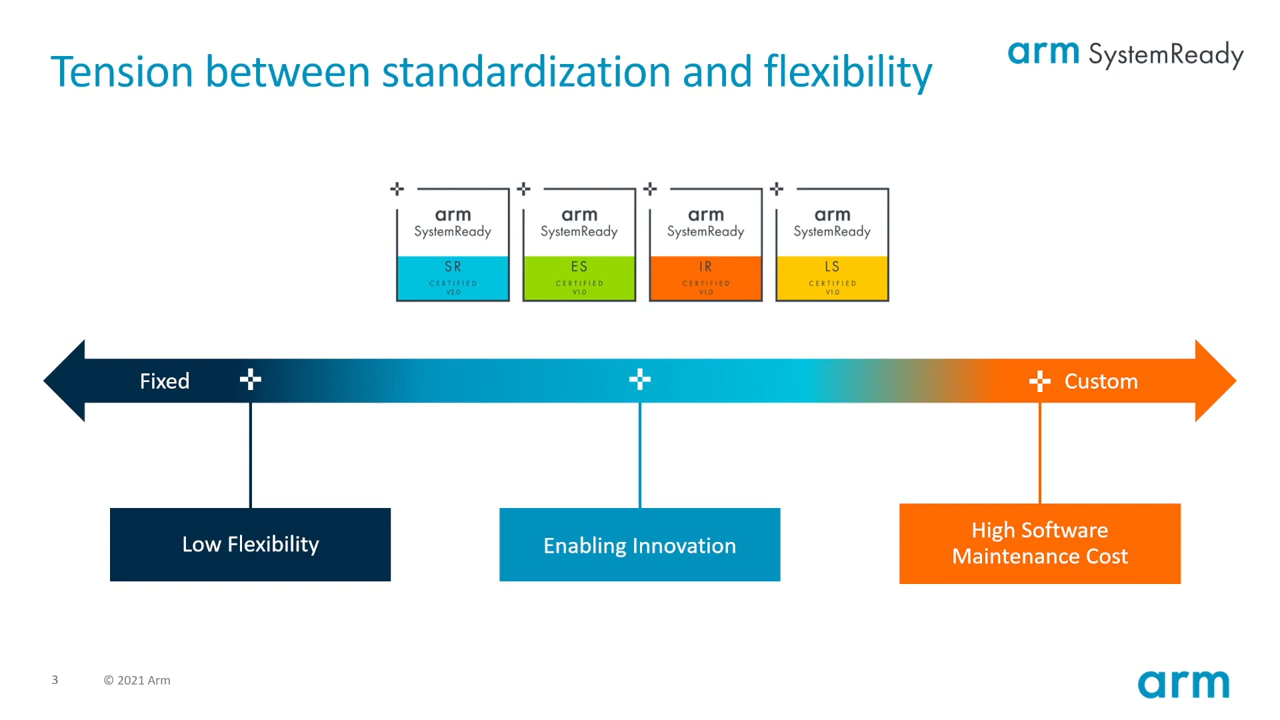 Tension between standardization and flexibility
arm SystemReady
arm
SystemReady
SR
CERTIFIED
V2.0
arm
SystemReady
ES
CERTIFIED
V1.0
arm
SystemReady
IR
CERTIFIED
V1.0
arm
SystemReady
LS
CERTIFIED
V1.0
Fixed
Custom
Low Flexibility
Enabling Innovation
High Software
Maintenance Cost
3
© 2021 Arm
arm